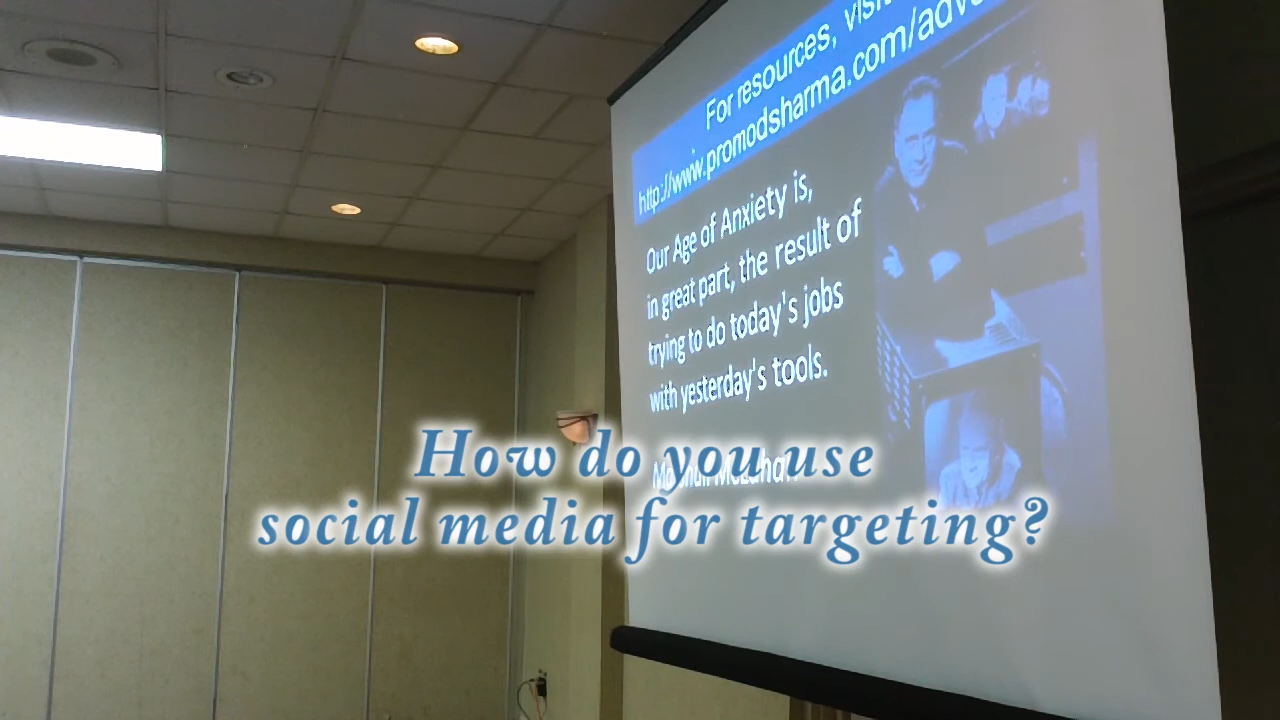 For resources, visit
http://www.promodsharma.com/adv
Our Age of Anxiety is,
in great part, the result of
trying to do today's jobs
with yesterday's tools.
How do you use
social media for targeting?